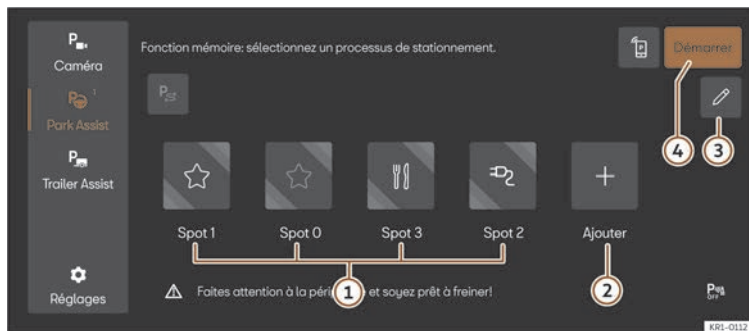 P
Caméra
Fonction mémoire: sélectionnez un processus de stationnement.
P
Démarrer
P
Park Assist
P
4
3
P
Trailer Assist
Spot 1
Spot 0
Spot 3
Spot 2
Ajouter
1
2
Réglages
Faites attention à la péri et soyez prêt à freiner!
P
OFF
KR1-0112